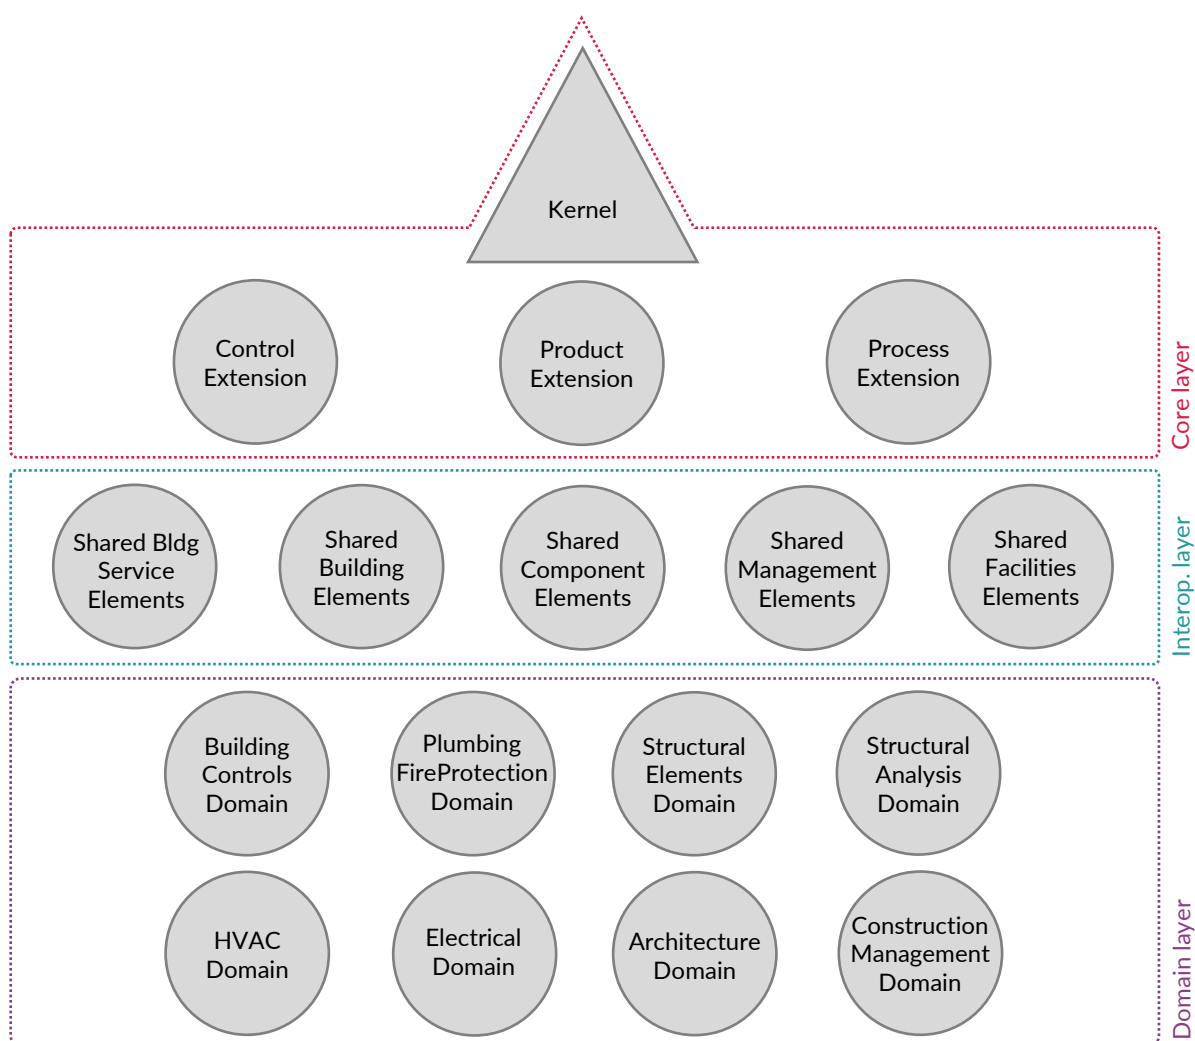 Kernel
Control
Extension
Product
Extension
Process
Extension
Core layer
Shared Bldg
Service
Elements
Shared
Building
Elements
Shared
Component
Elements
Shared
Management
Elements
Shared
Facilities
Elements
Interop. layer
Building
Controls
Domain
Plumbing
FireProtection
Domain
Structural
Elements
Domain
Structural
Analysis
Domain
HVAC
Domain
Electrical
Domain
Architecture
Domain
Construction
Management
Domain
Domain layer